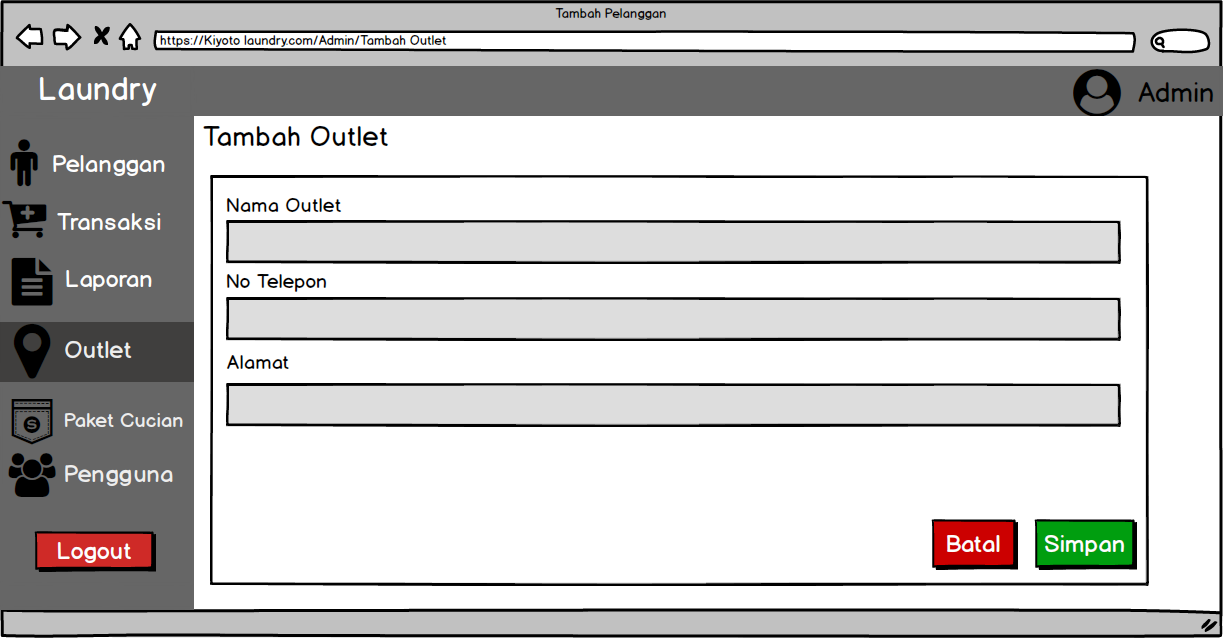 Tambah Pelanggan
https://Kiyoto laundry.com/Admin/Tambah Outlet
Laundry
Admin
Pelanggan
Transaksi
Laporan
Outlet
Paket Cucian
Pengguna
Logout
Tambah Outlet
Nama Outlet
No Telepon
Alamat
Batal
Simpan